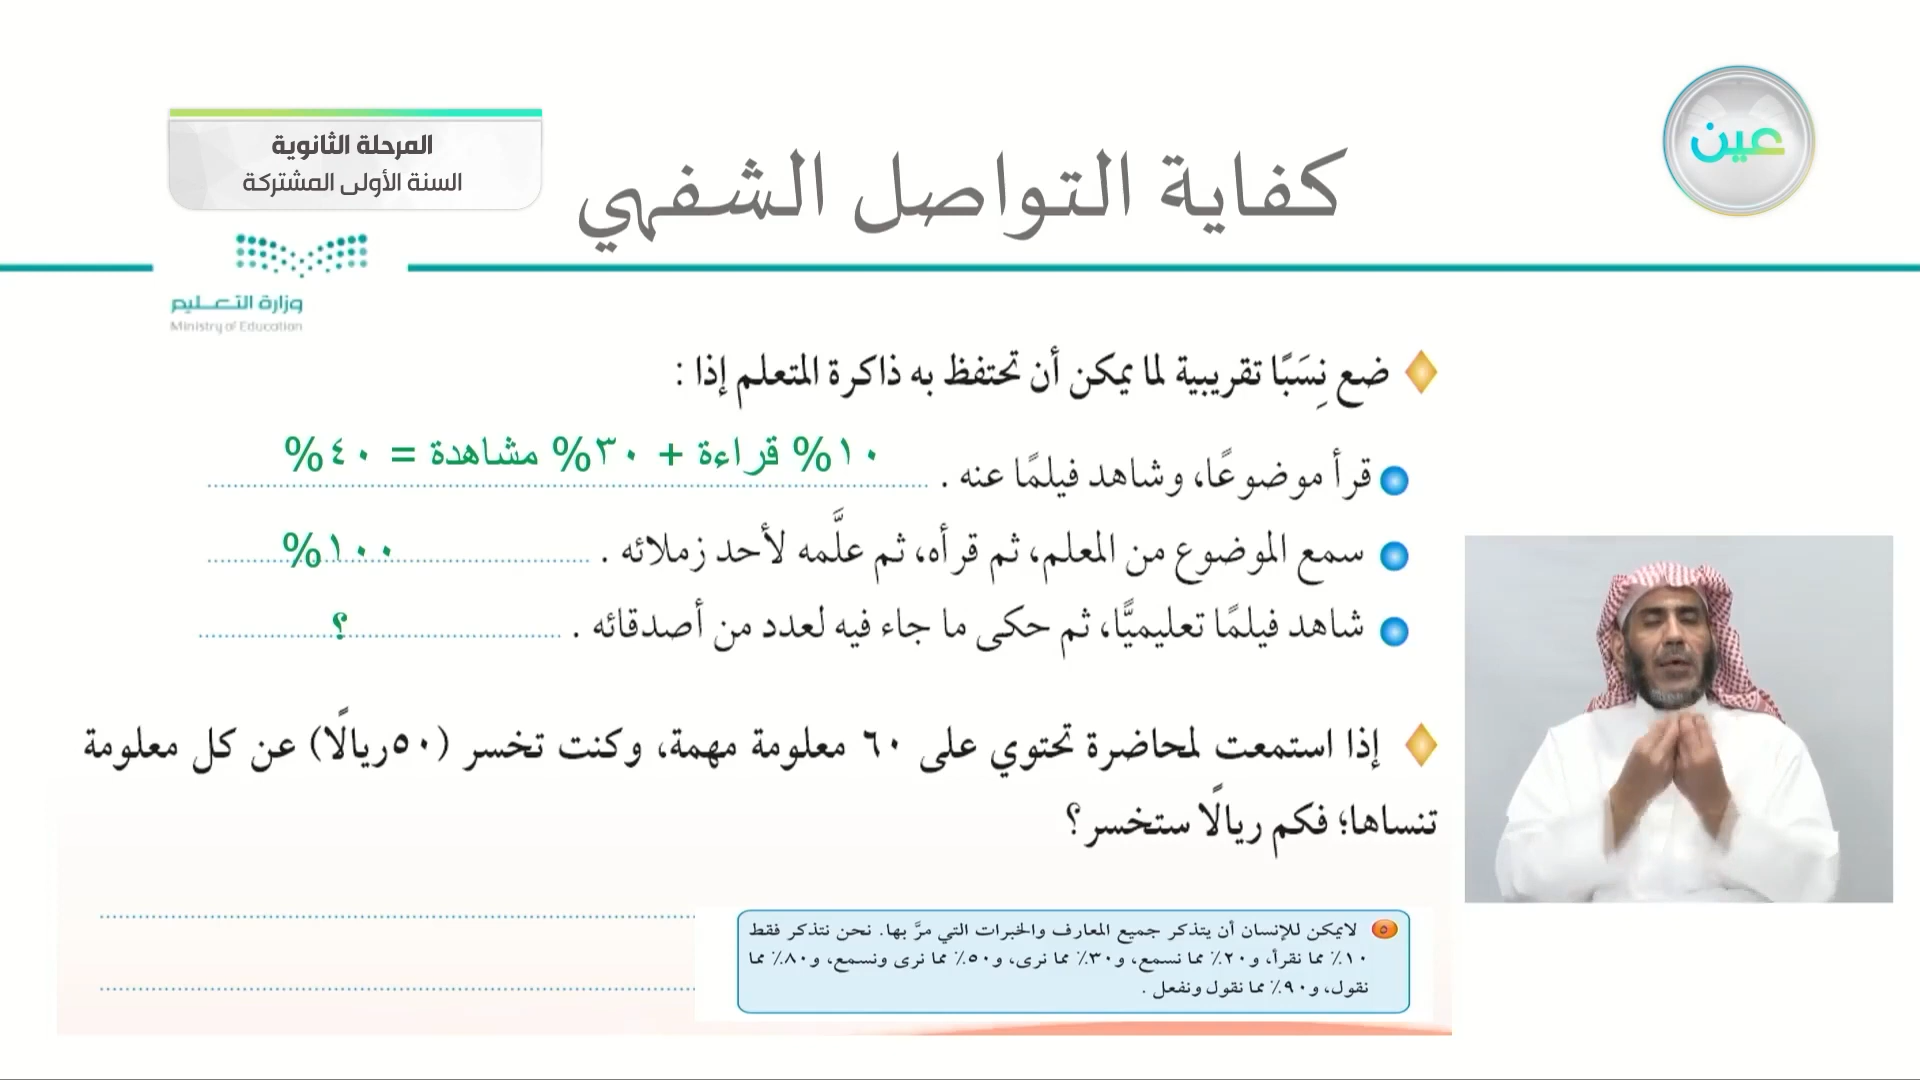 عين
المرحلة الثانوية
السنة الأولى المشتركة
كفاية التواصل الشفهي
وزارة التعليم
Ministry of Education
ضع نِسَبًا تقريبية لما يمكن أن تحتفظ به ذاكرة المتعلم إذا :
قرأ موضوعًا، وشاهد فيلمًا عنه . ١٠% قراءة + ٣٠% مشاهدة = ٤٠%
سمع الموضوع من المعلم، ثم قرأه، ثم علَّمه لأحد زملائه . ١٠٠%
شاهد فيلمًا تعليميًّا، ثم حكى ما جاء فيه لعدد من أصدقائه . ؟
إذا استمعت لمحاضرة تحتوي على ٦٠ معلومة مهمة، وكنت تخسر (٥٠ريالًا) عن كل معلومة
تنساها؛ فكم ريالًا ستخسر؟
٥ لايمكن للإنسان أن يتذكر جميع المعارف والخبرات التي مرَّ بها. نحن نتذكر فقط
١٠٪ مما نقرأ، و٢٠٪ مما نسمع، و٣٠٪ مما نرى، و٥٠٪ مما نرى ونسمع، و٨٠٪ مما
نقول، و٩٠٪ مما نقول ونفعل .